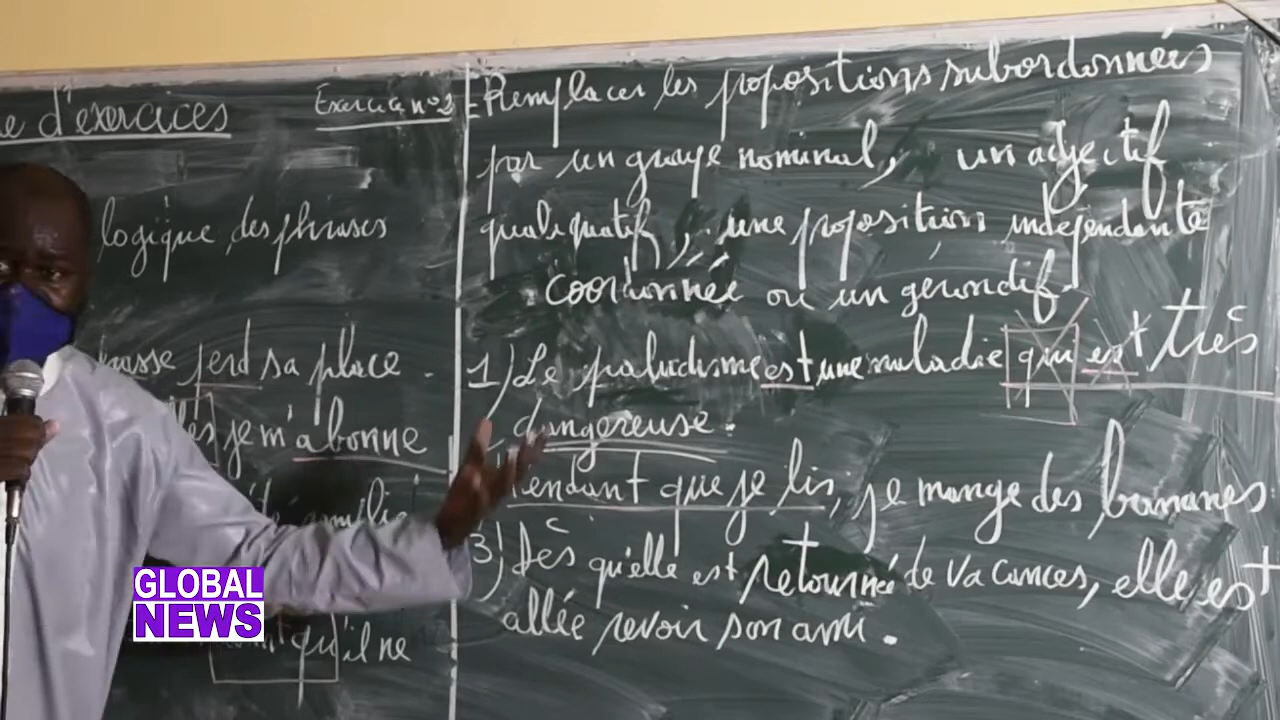 e d'exercices
Exercice n°2
logique des phrases
perd sa place.
je m'abonne
GLOBAL
NEWS
qu'il ne
Remplacer les propositions subordonnées
par un groupe nominal, un adjectif
qualiquatif, une proposition indépendante
coordonnée ou un gérondif
1) Le paludisme est une maladie qui est très
dangereuse.
endant que je lis, je mange des bananes
3) Dès qu'elle est retournée de vacances, elle est
allée revoir son ami.